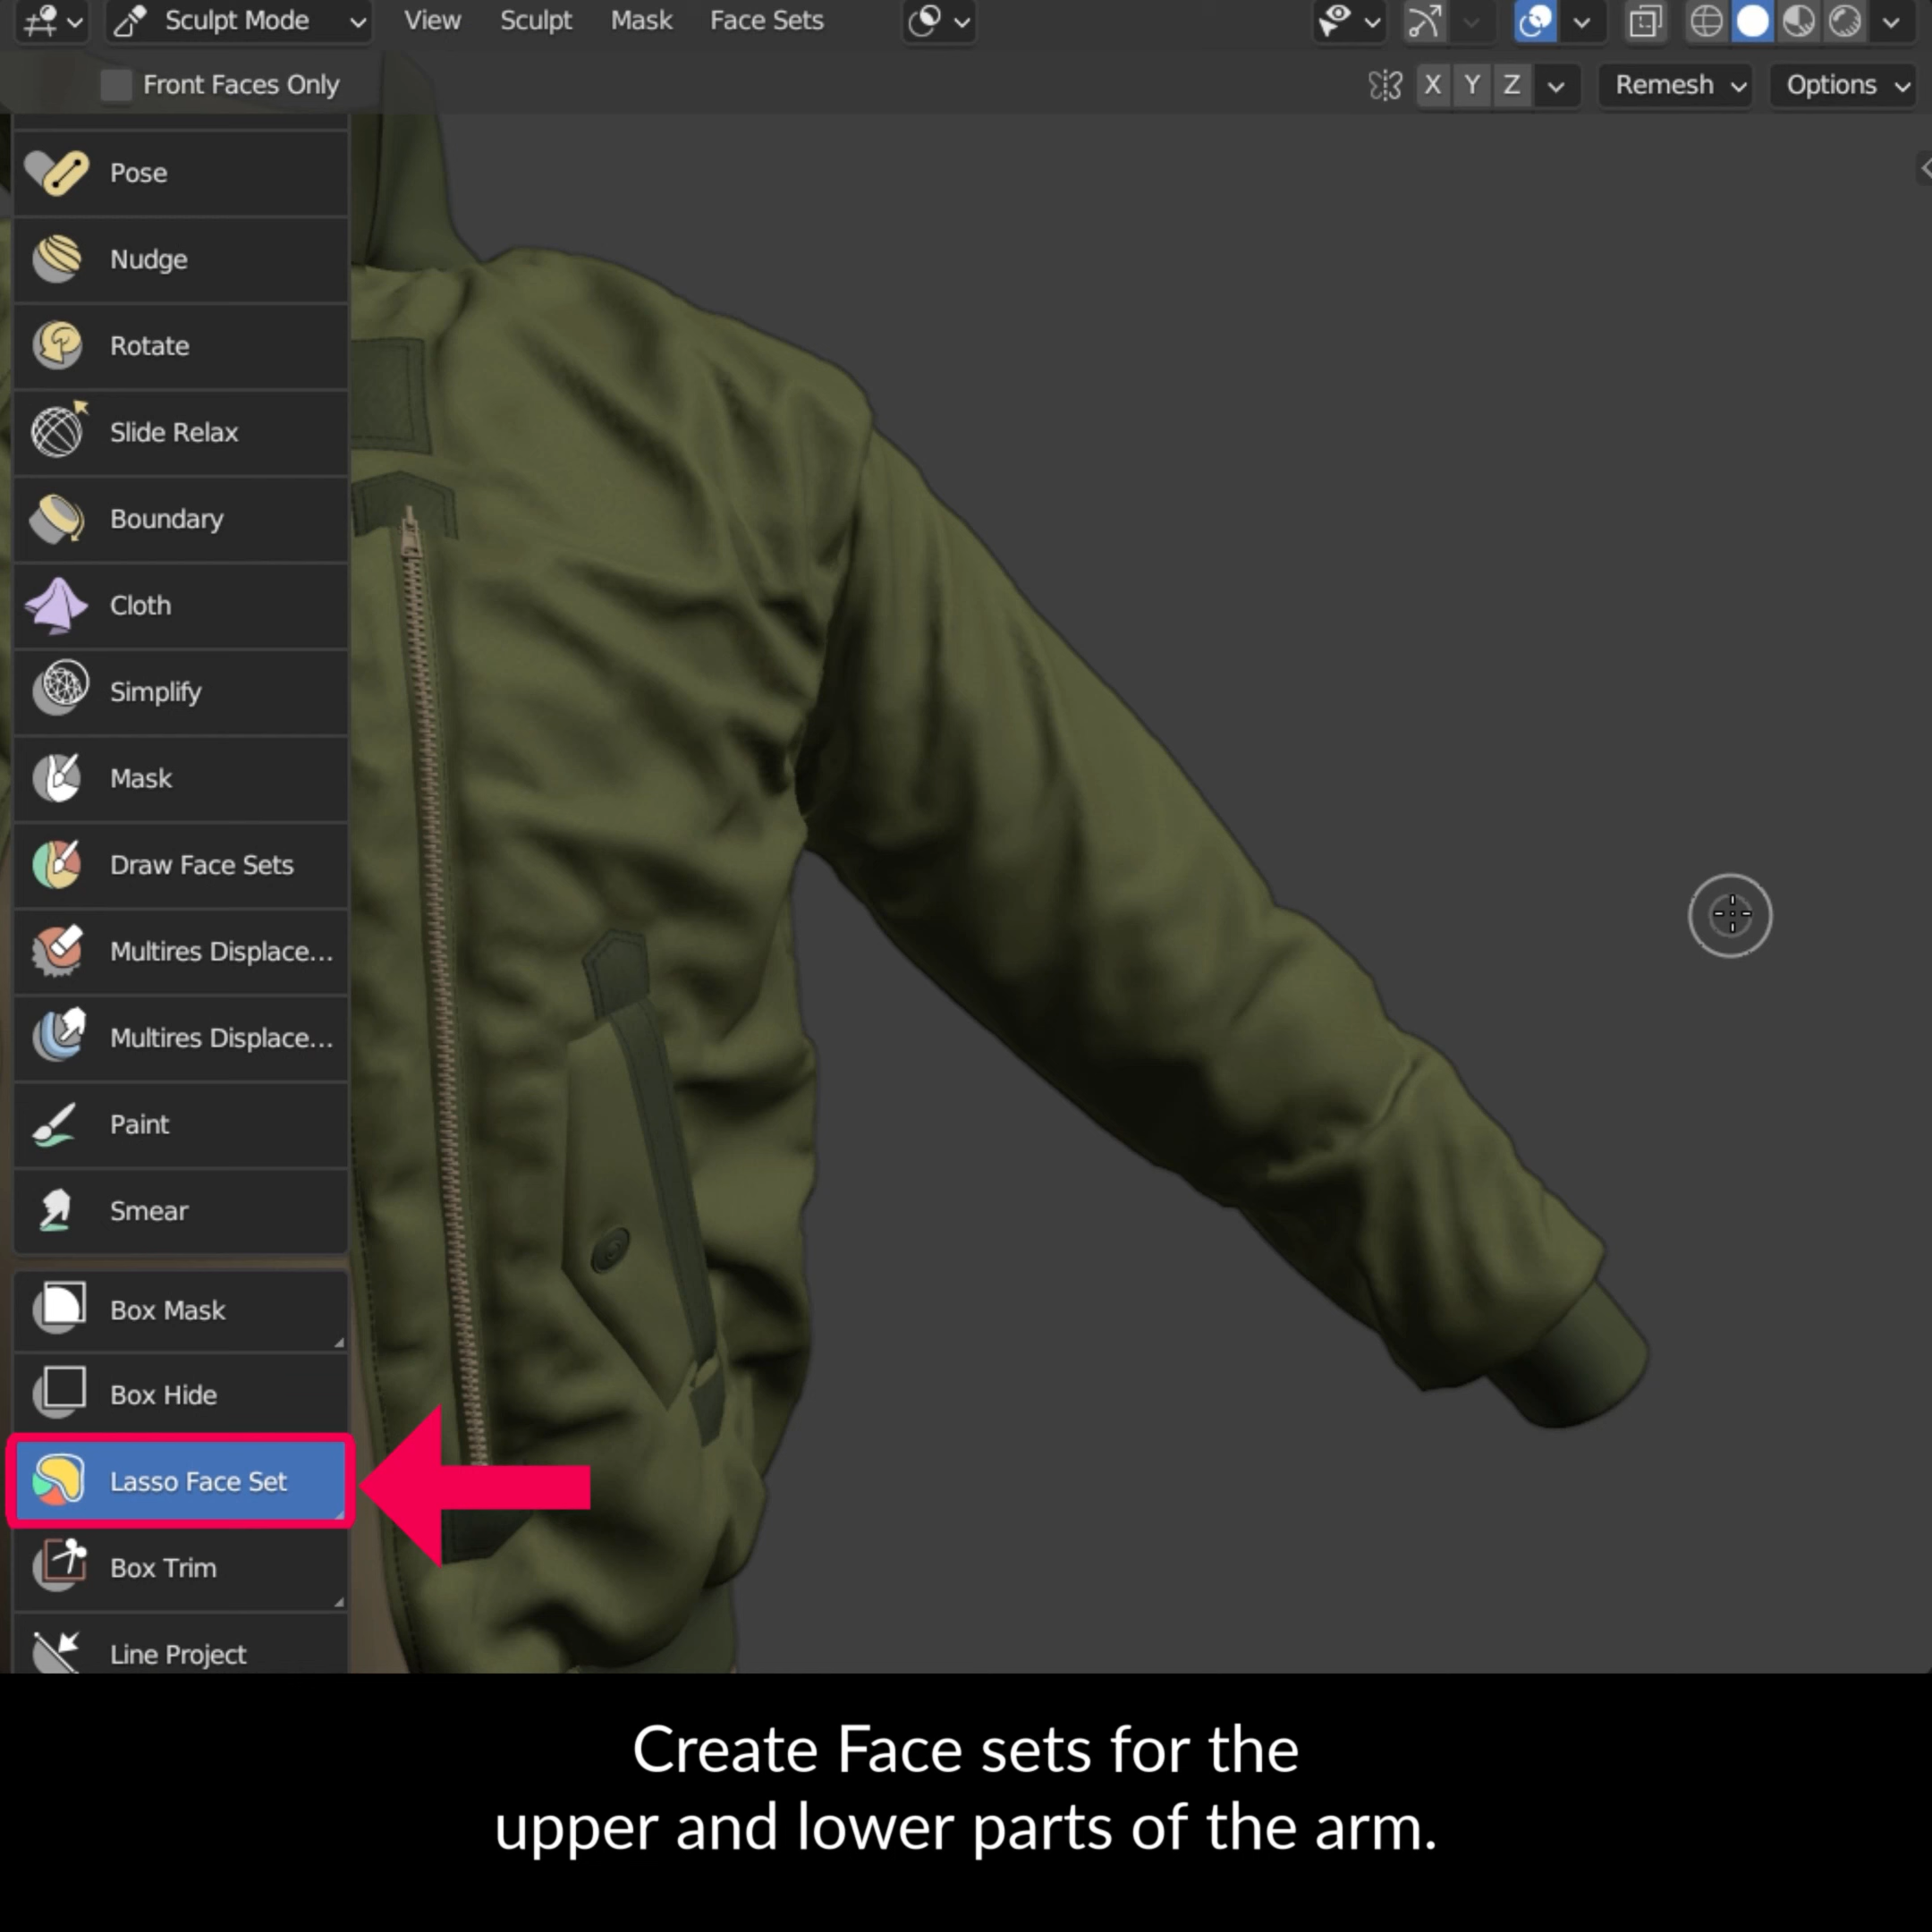 Sculpt Mode View Sculpt Mask Face Sets
Front Faces Only X Y Z Remesh Options
Pose
Nudge
Rotate
Slide Relax
Boundary
Cloth
Simplify
Mask
Draw Face Sets
Multires Displace...
Multires Displace...
Paint
Smear
Box Mask
Box Hide
Lasso Face Set
Box Trim
Line Project
Create Face sets for the
upper and lower parts of the arm.